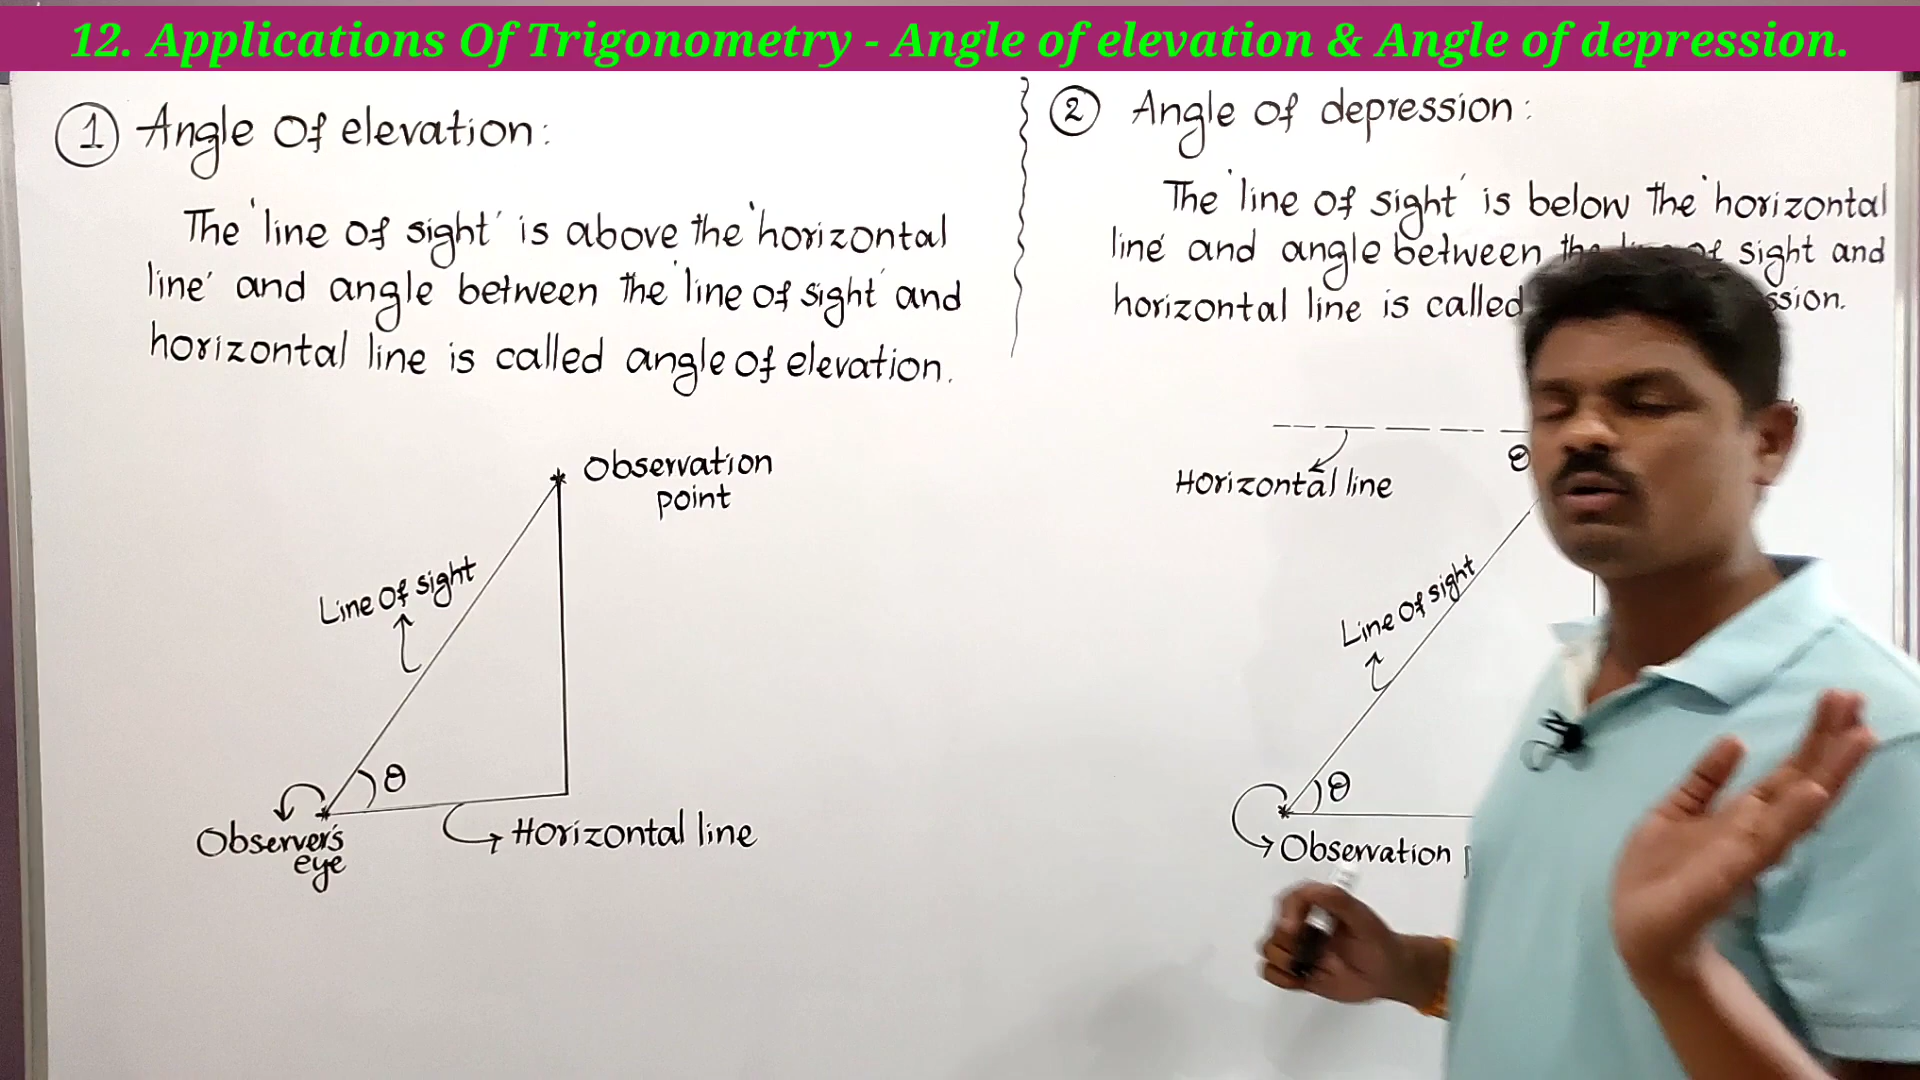 12. Applications Of Trigonometry - Angle of elevation & Angle of depression.
1 Angle Of elevation:
The 'line of sight' is above the 'horizontal
line' and angle between the 'line of sight' and
horizontal line is called angle of elevation.
Observation
point
Line Of sight
θ
Observer's
eye
Horizontal line
2 Angle of depression:
The 'line of sight' is below the 'horizontal
line' and angle between the of sight and
horizontal line is called
θ
Horizontal line
Line Of sight
θ
Observation